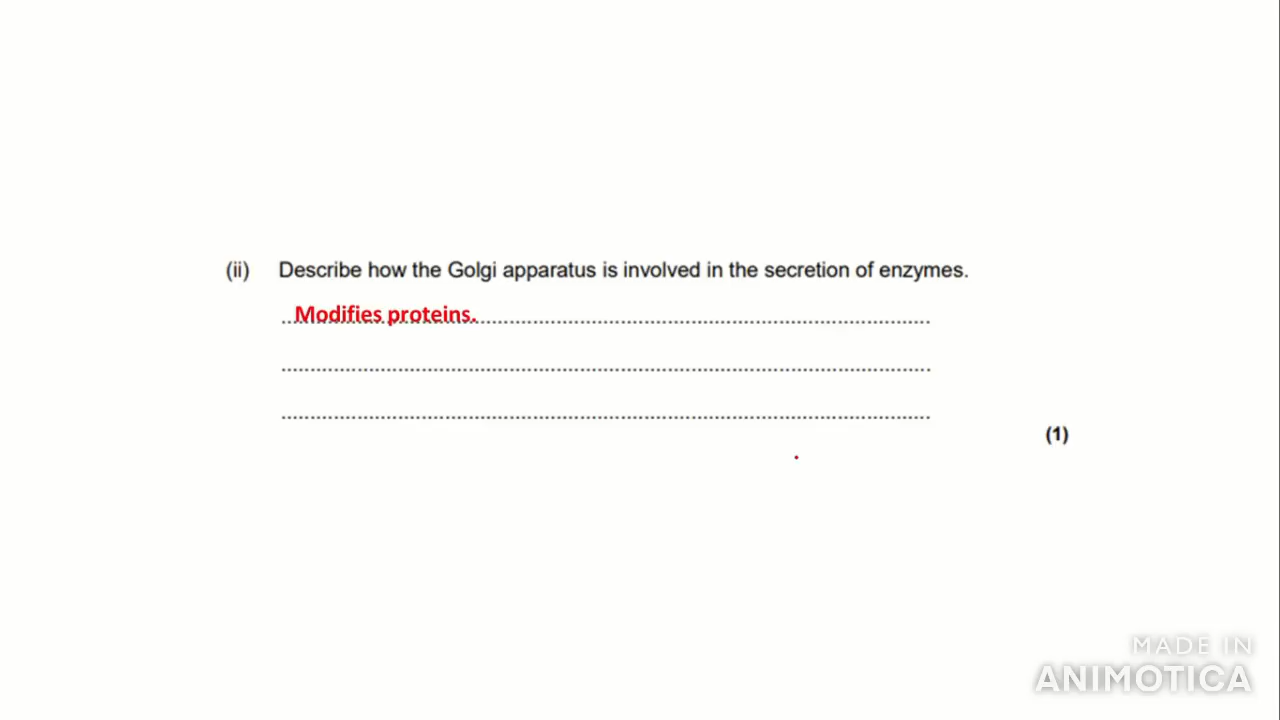 (ii) Describe how the Golgi apparatus is involved in the secretion of enzymes.
Modifies proteins.
(1)
MADE IN
ANIMOTICA